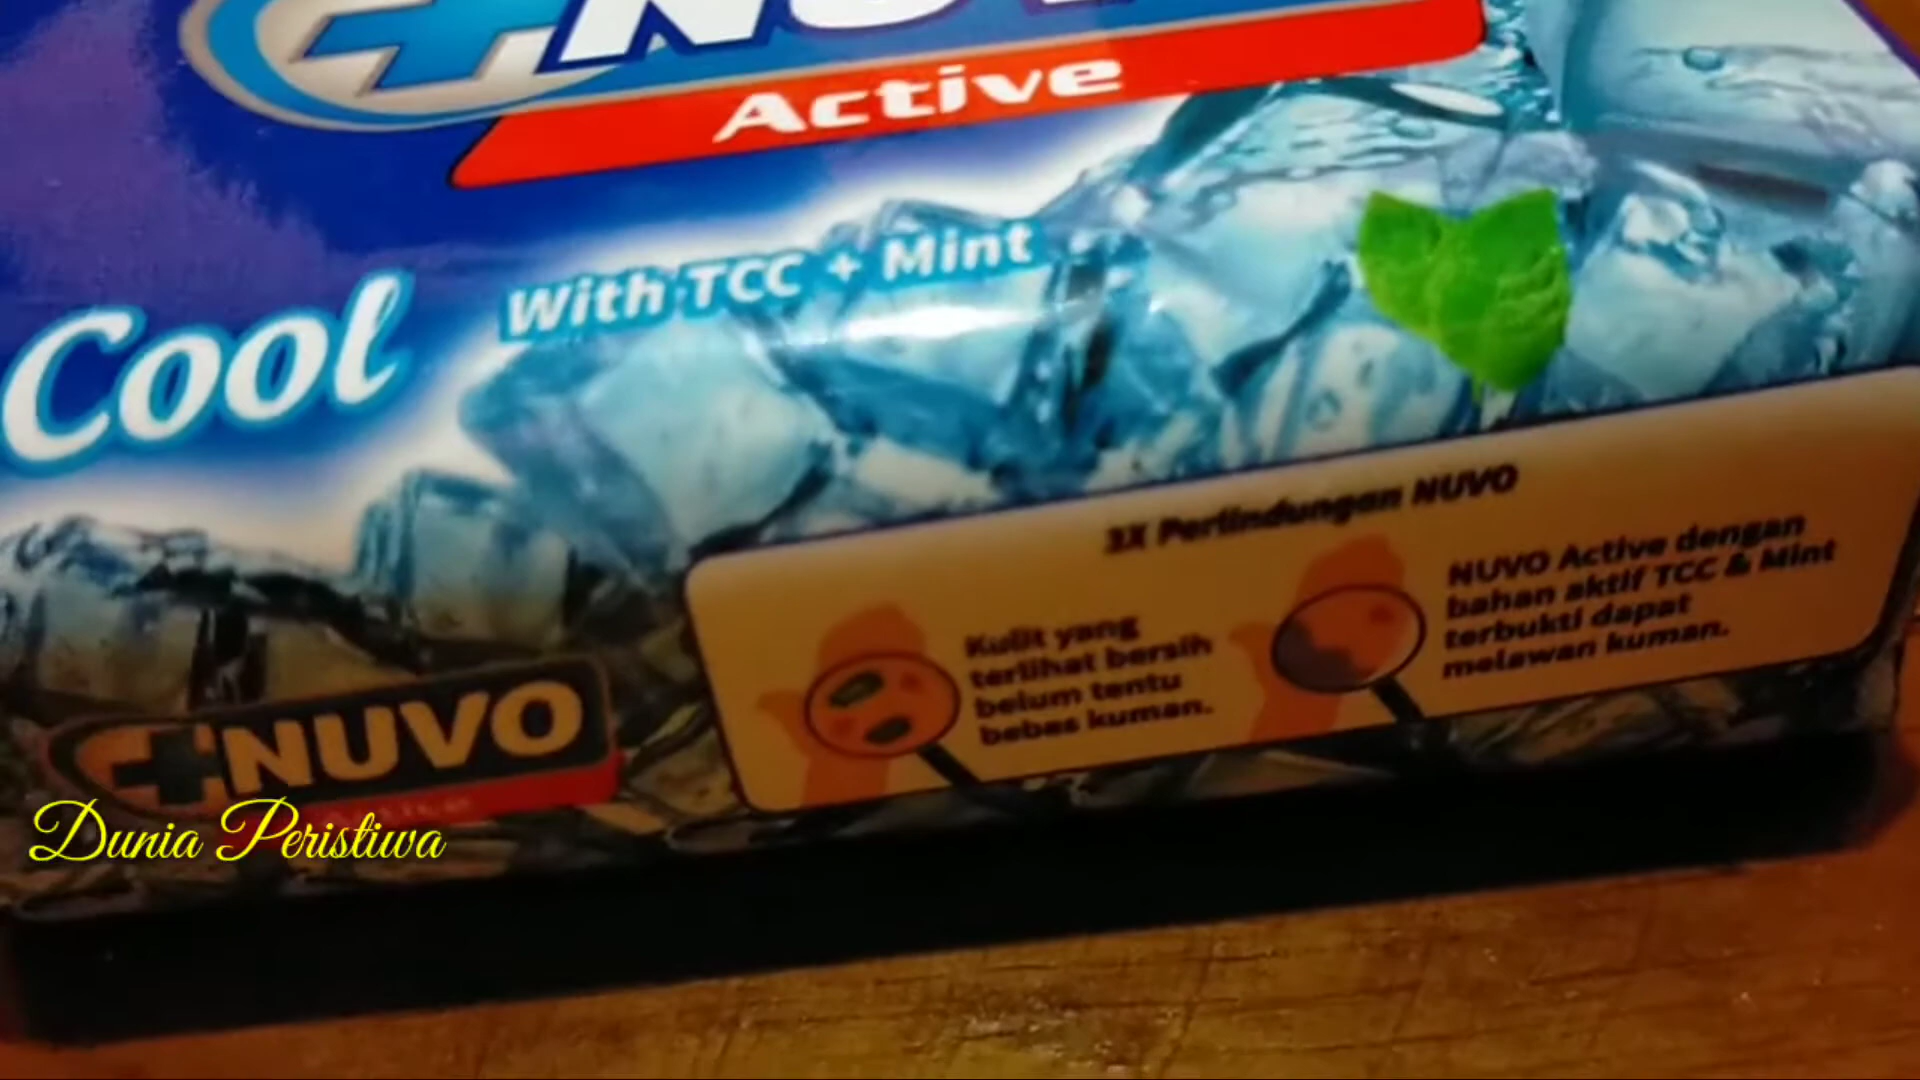 +NUV
Active
Cool
With TCC + Mint
3X Perlindungan NUVO
Kulit yang
terlihat bersih
belum tentu
bebas kuman.
NUVO Active dengan
bahan aktif TCC & Mint
terbukti dapat
melawan kuman.
+NUVO
Dunia Peristiwa